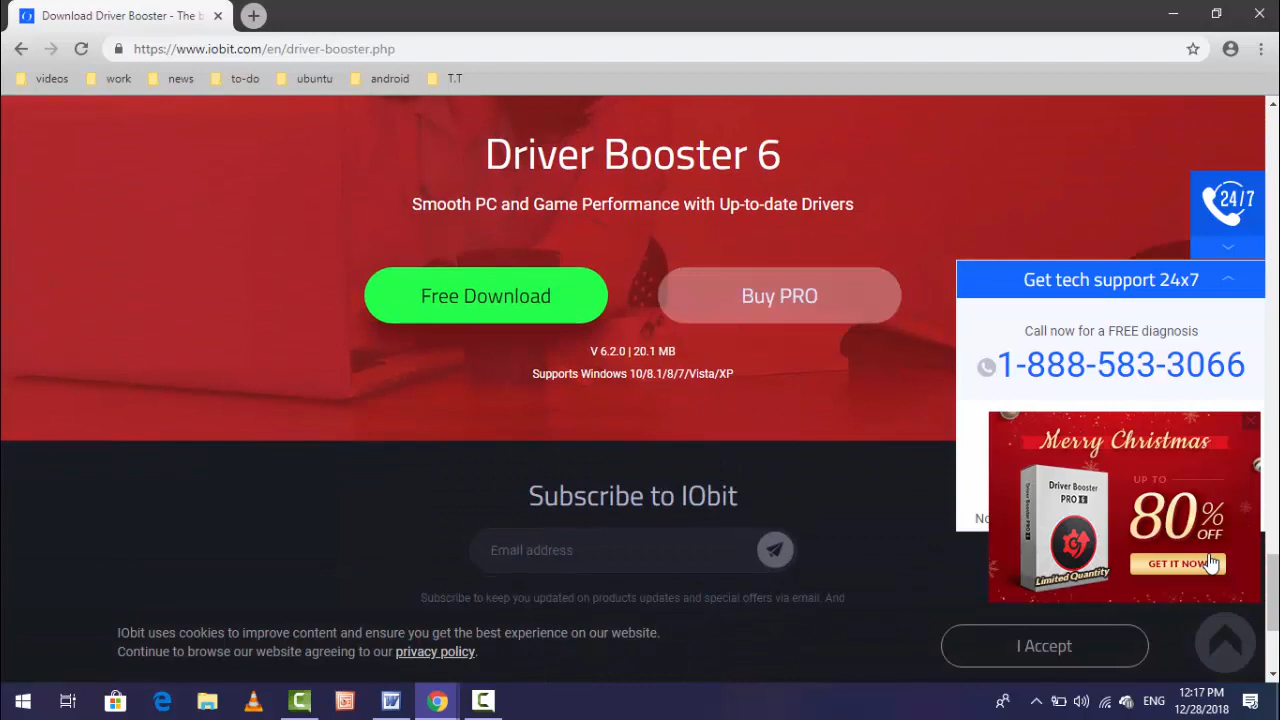 Download Driver Booster - The b
https://www.iobit.com/en/driver-booster.php
videos
work
news
to-do
ubuntu
android
T.T
Driver Booster 6
Smooth PC and Game Performance with Up-to-date Drivers
24/7
Free Download
Buy PRO
Get tech support 24x7
V 6.2.0 | 20.1 MB
Supports Windows 10/8.1/8/7/Vista/XP
Call now for a FREE diagnosis
1-888-583-3066
Merry Christmas
UP TO
80% OFF
GET IT NOW
Driver Booster
PRO 6
Limited Quantity
Subscribe to IObit
Email address
Subscribe to keep you updated on products updates and special offers via email. And
IObit uses cookies to improve content and ensure you get the best experience on our website.
Continue to browse our website agreeing to our privacy policy.
I Accept
ENG
12:17 PM
12/28/2018